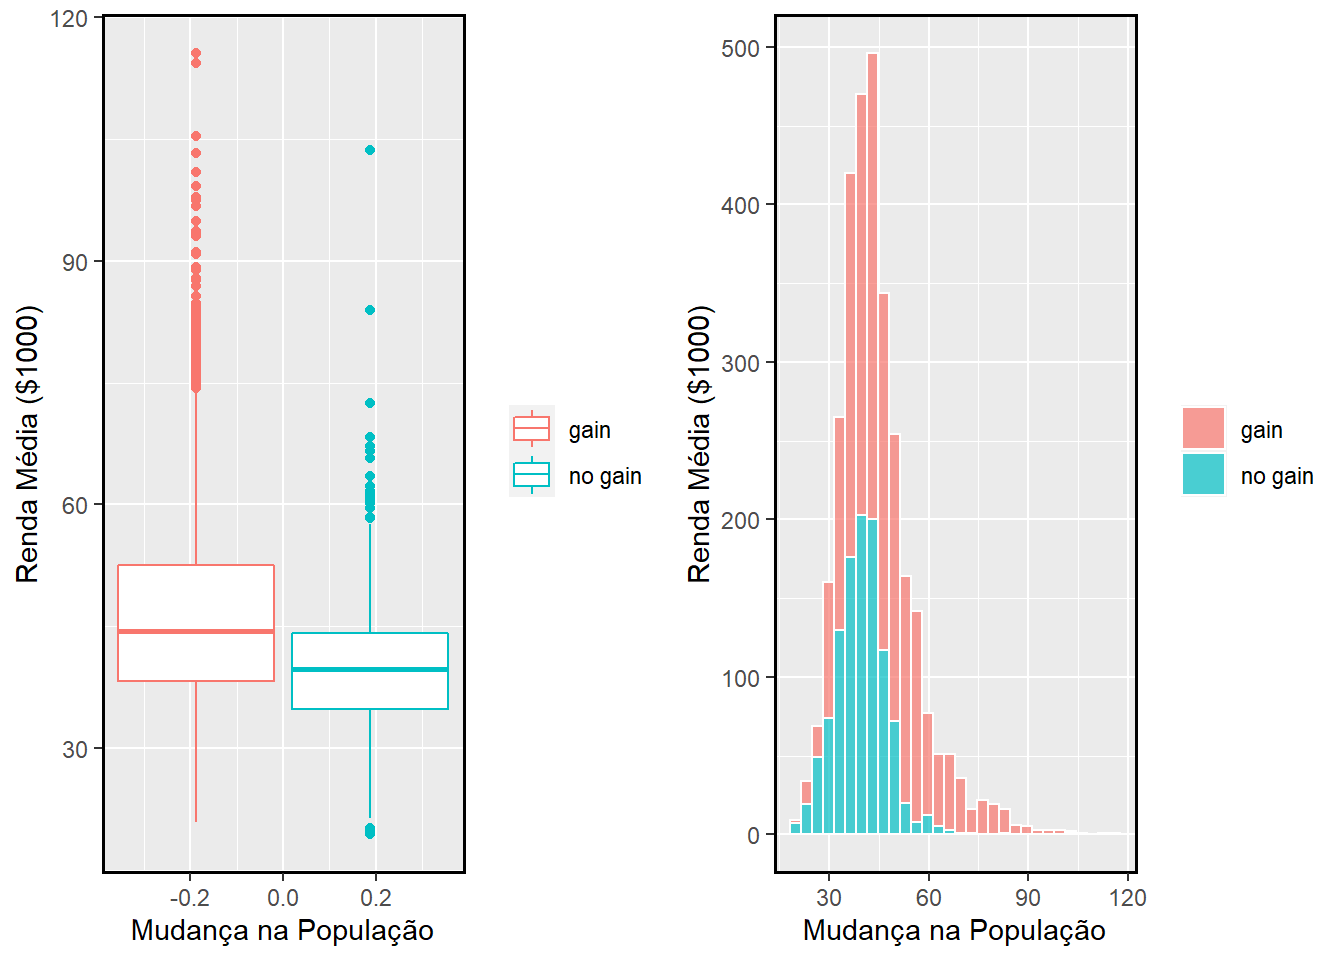 120
90
60
30
Renda Média ($1000)
-0.2 0.0 0.2
Mudança na População
gain
no gain
500
400
300
200
100
0
Renda Média ($1000)
30 60 90 120
Mudança na População
gain
no gain